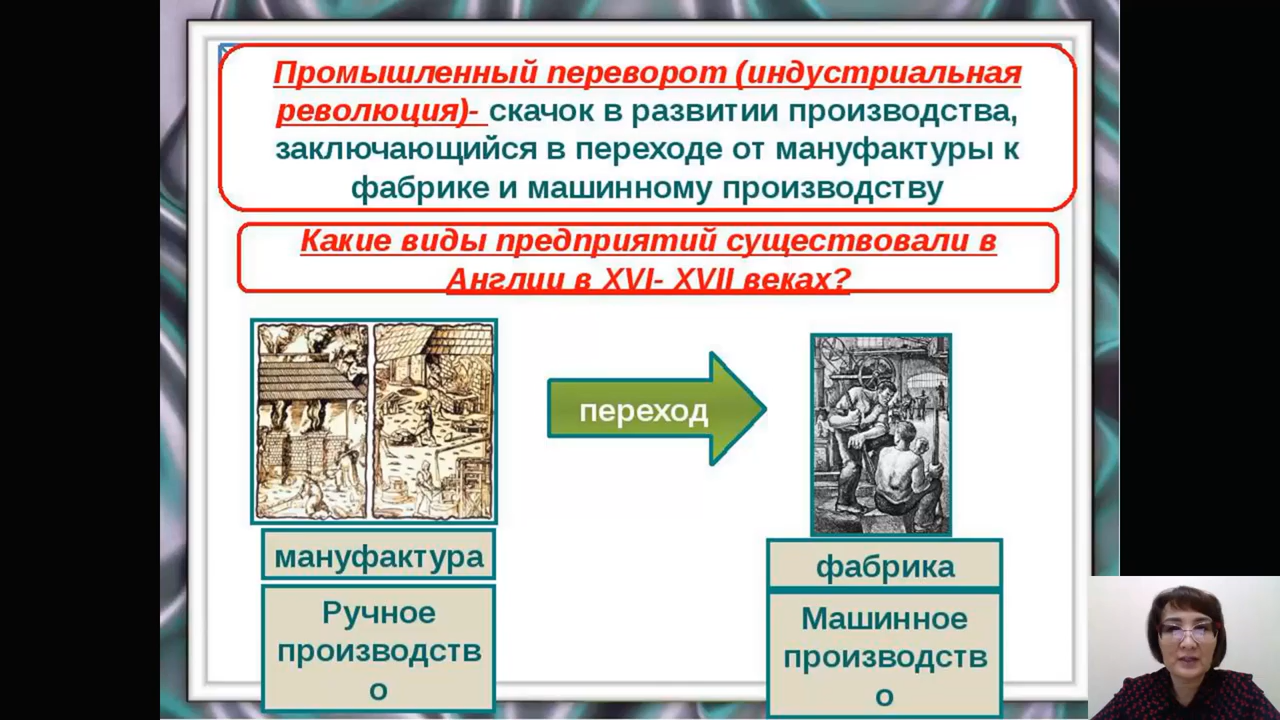 Промышленный переворот (индустриальная
революция)- скачок в развитии производства,
заключающийся в переходе от мануфактуры к
фабрике и машинному производству
Какие виды предприятий существовали в
Англии в XVI- XVII веках?
переход
мануфактура
фабрика
Ручное
производств
о
Машинное
производств
о